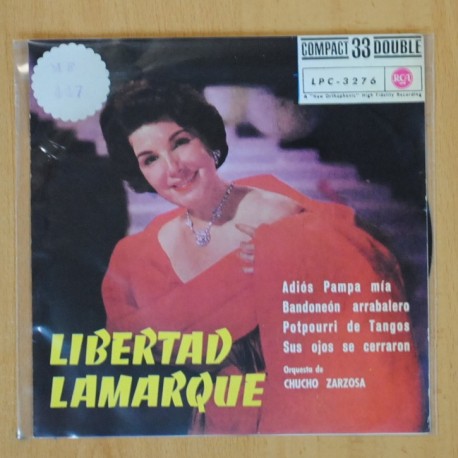 COMPACT 33 DOUBLE
LPC-3276
RCA
A "New Orthophonic" High Fidelity Recording
Adiós Pampa mía
Bandoneón arrabalero
Potpourri de Tangos
Sus ojos se cerraron
Orquesta de
CHUCHO ZARZOSA
LIBERTAD
LAMARQUE